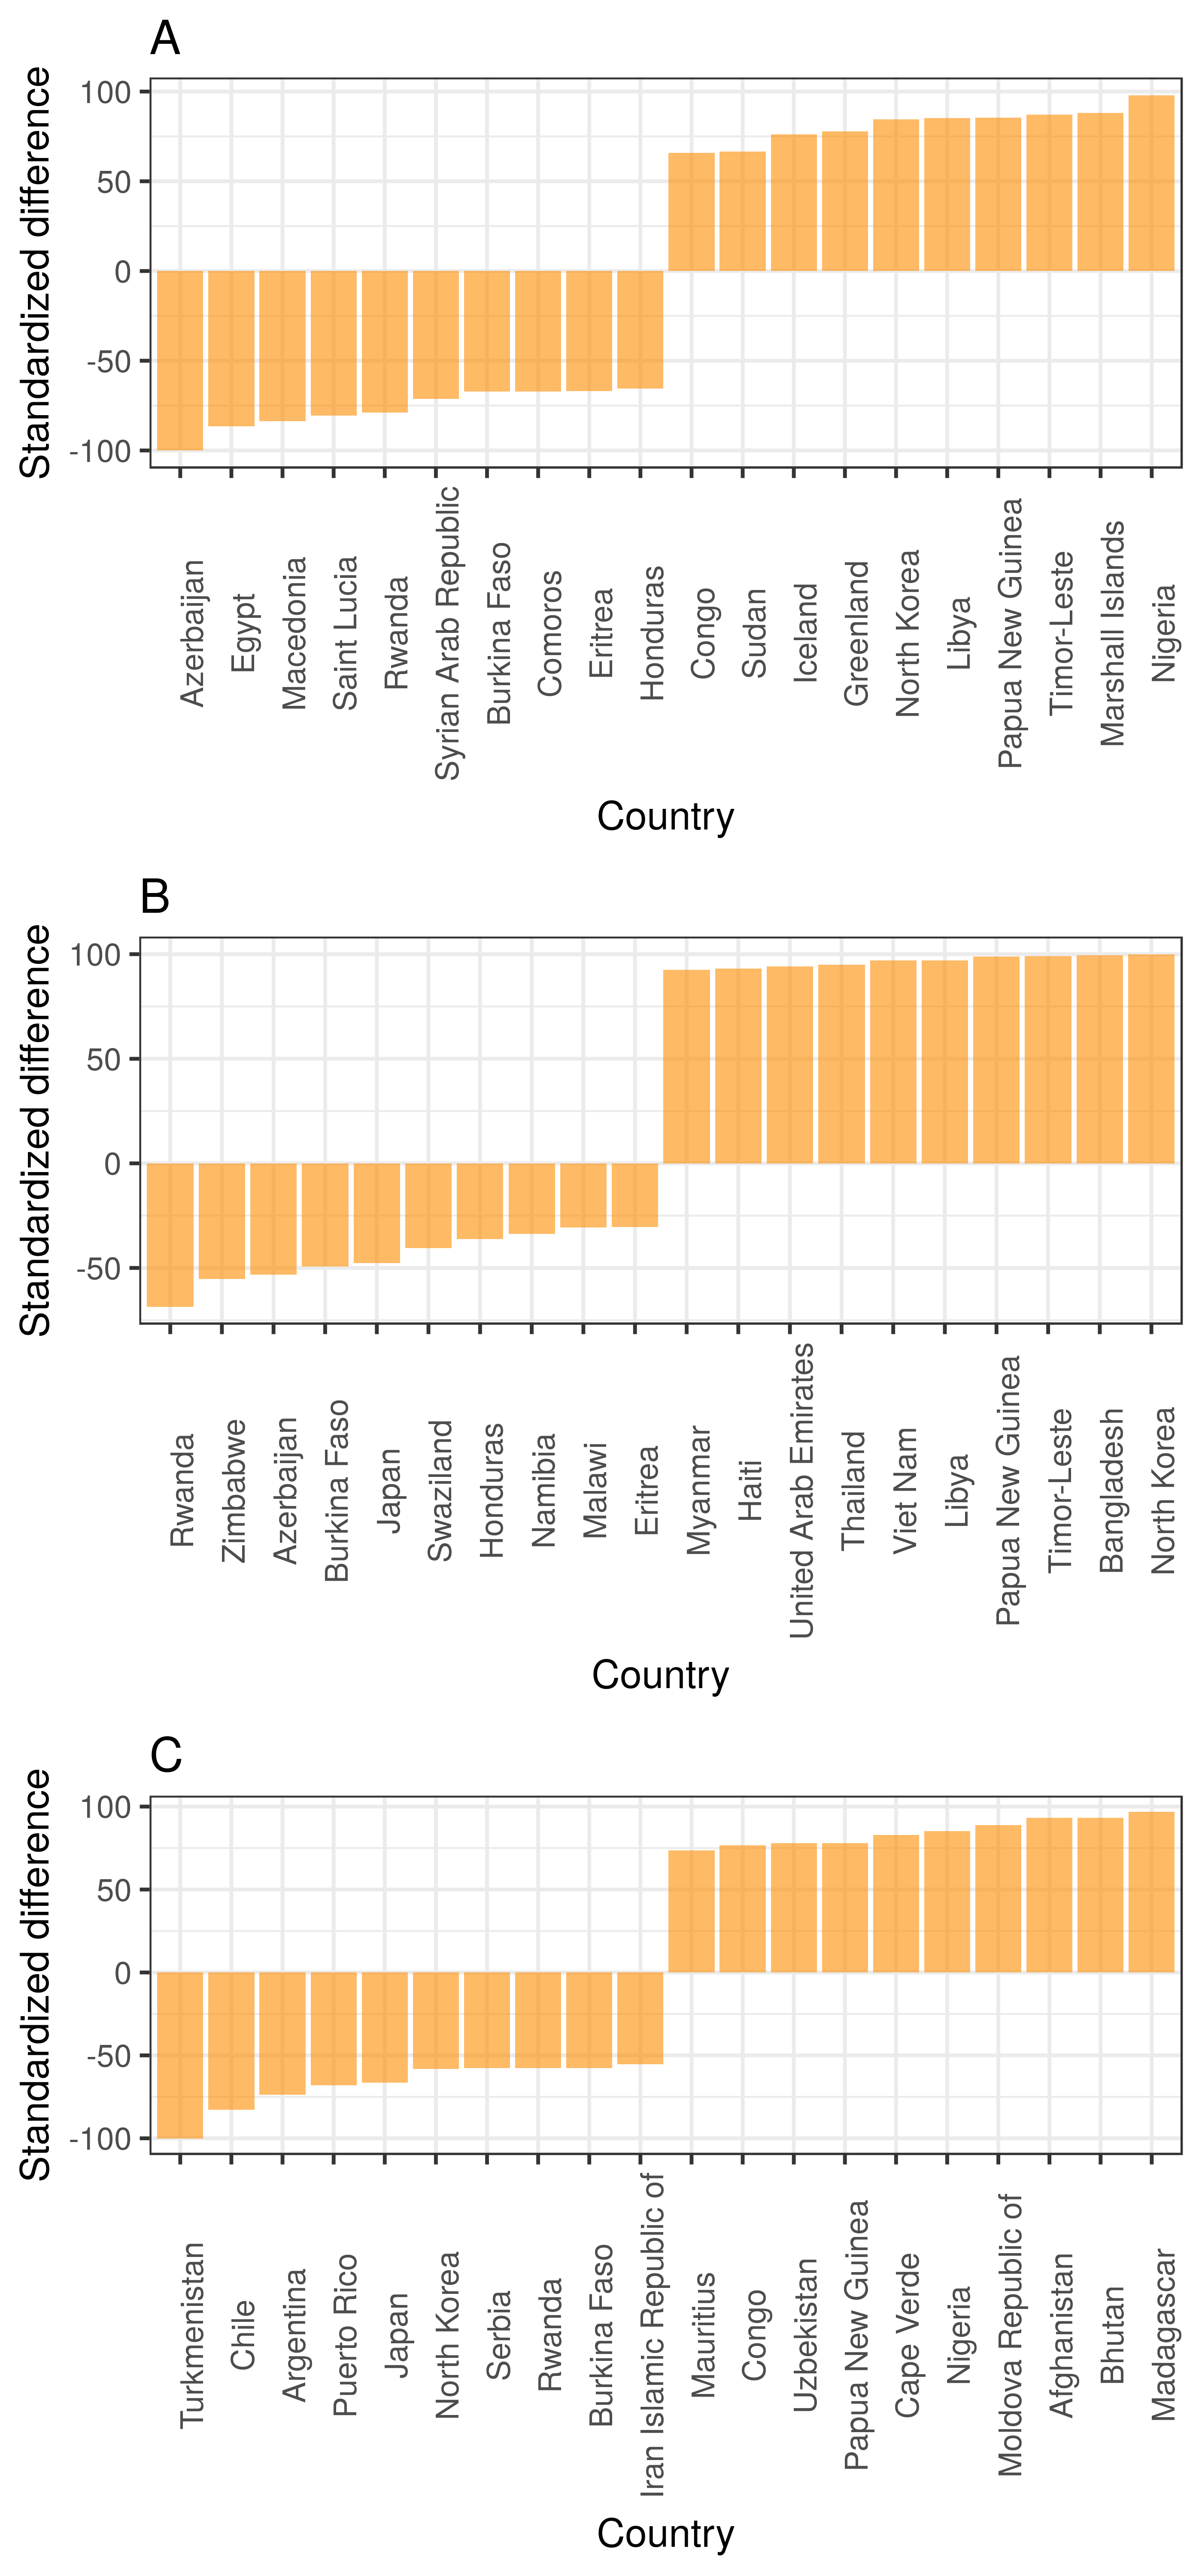 A
Standardized difference
100
50
0
-50
-100
Azerbaijan
Egypt
Macedonia
Saint Lucia
Rwanda
Syrian Arab Republic
Burkina Faso
Comoros
Eritrea
Honduras
Congo
Sudan
Iceland
Greenland
North Korea
Libya
Papua New Guinea
Timor-Leste
Marshall Islands
Nigeria
Country
B
Standardized difference
100
50
0
-50
Rwanda
Zimbabwe
Azerbaijan
Burkina Faso
Japan
Swaziland
Honduras
Namibia
Malawi
Eritrea
Myanmar
Haiti
United Arab Emirates
Thailand
Viet Nam
Libya
Papua New Guinea
Timor-Leste
Bangladesh
North Korea
Country
C
Standardized difference
100
50
0
-50
-100
Turkmenistan
Chile
Argentina
Puerto Rico
Japan
North Korea
Serbia
Rwanda
Burkina Faso
Iran Islamic Republic of
Mauritius
Congo
Uzbekistan
Papua New Guinea
Cape Verde
Nigeria
Moldova Republic of
Afghanistan
Bhutan
Madagascar
Country